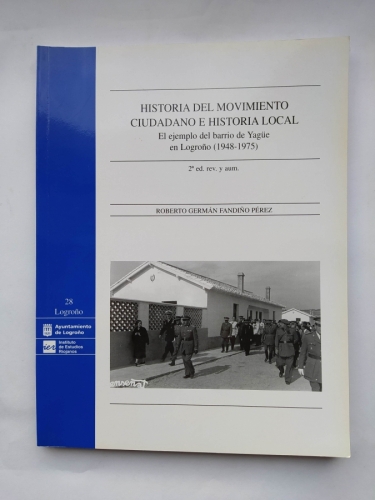 HISTORIA DEL MOVIMIENTO
CIUDADANO E HISTORIA LOCAL
El ejemplo del barrio de Yagüe
en Logroño (1948-1975)
2ª ed. rev. y aum.
ROBERTO GERMÁN FANDIÑO PÉREZ
28
Logroño
Ayuntamiento
de Logroño
ier
Instituto
de Estudios
Riojanos